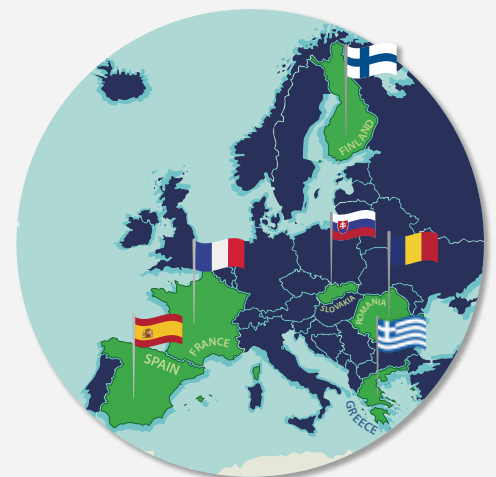 FINLAND
SLOVAKIA
ROMANIA
FRANCE
SPAIN
GREECE